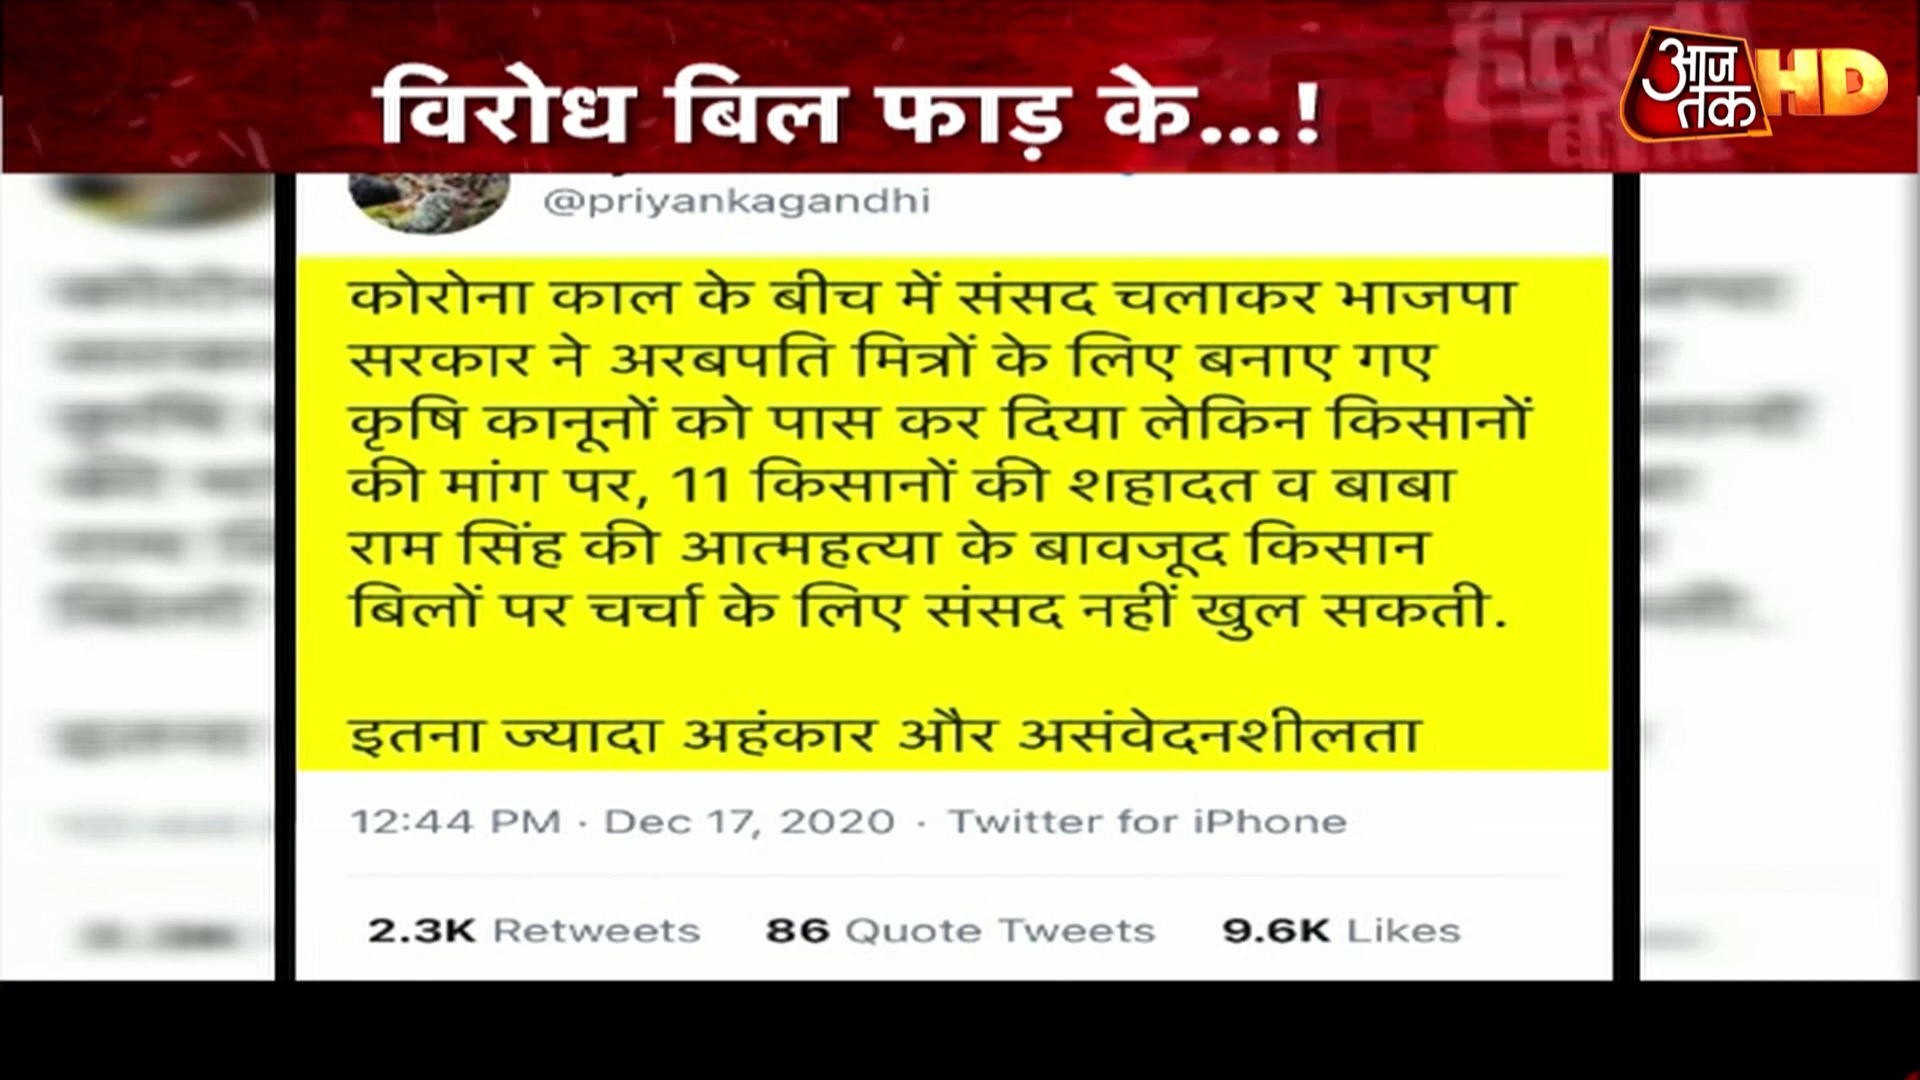 विरोध बिल फाड़ के...!
आज
तक HD
@priyankagandhi
कोरोना काल के बीच में संसद चलाकर भाजपा
सरकार ने अरबपति मित्रों के लिए बनाए गए
कृषि कानूनों को पास कर दिया लेकिन किसानों
की मांग पर, 11 किसानों की शहादत व बाबा
राम सिंह की आत्महत्या के बावजूद किसान
बिलों पर चर्चा के लिए संसद नहीं खुल सकती.
इतना ज्यादा अहंकार और असंवेदनशीलता
12:44 PM · Dec 17, 2020 · Twitter for iPhone
2.3K Retweets 86 Quote Tweets 9.6K Likes